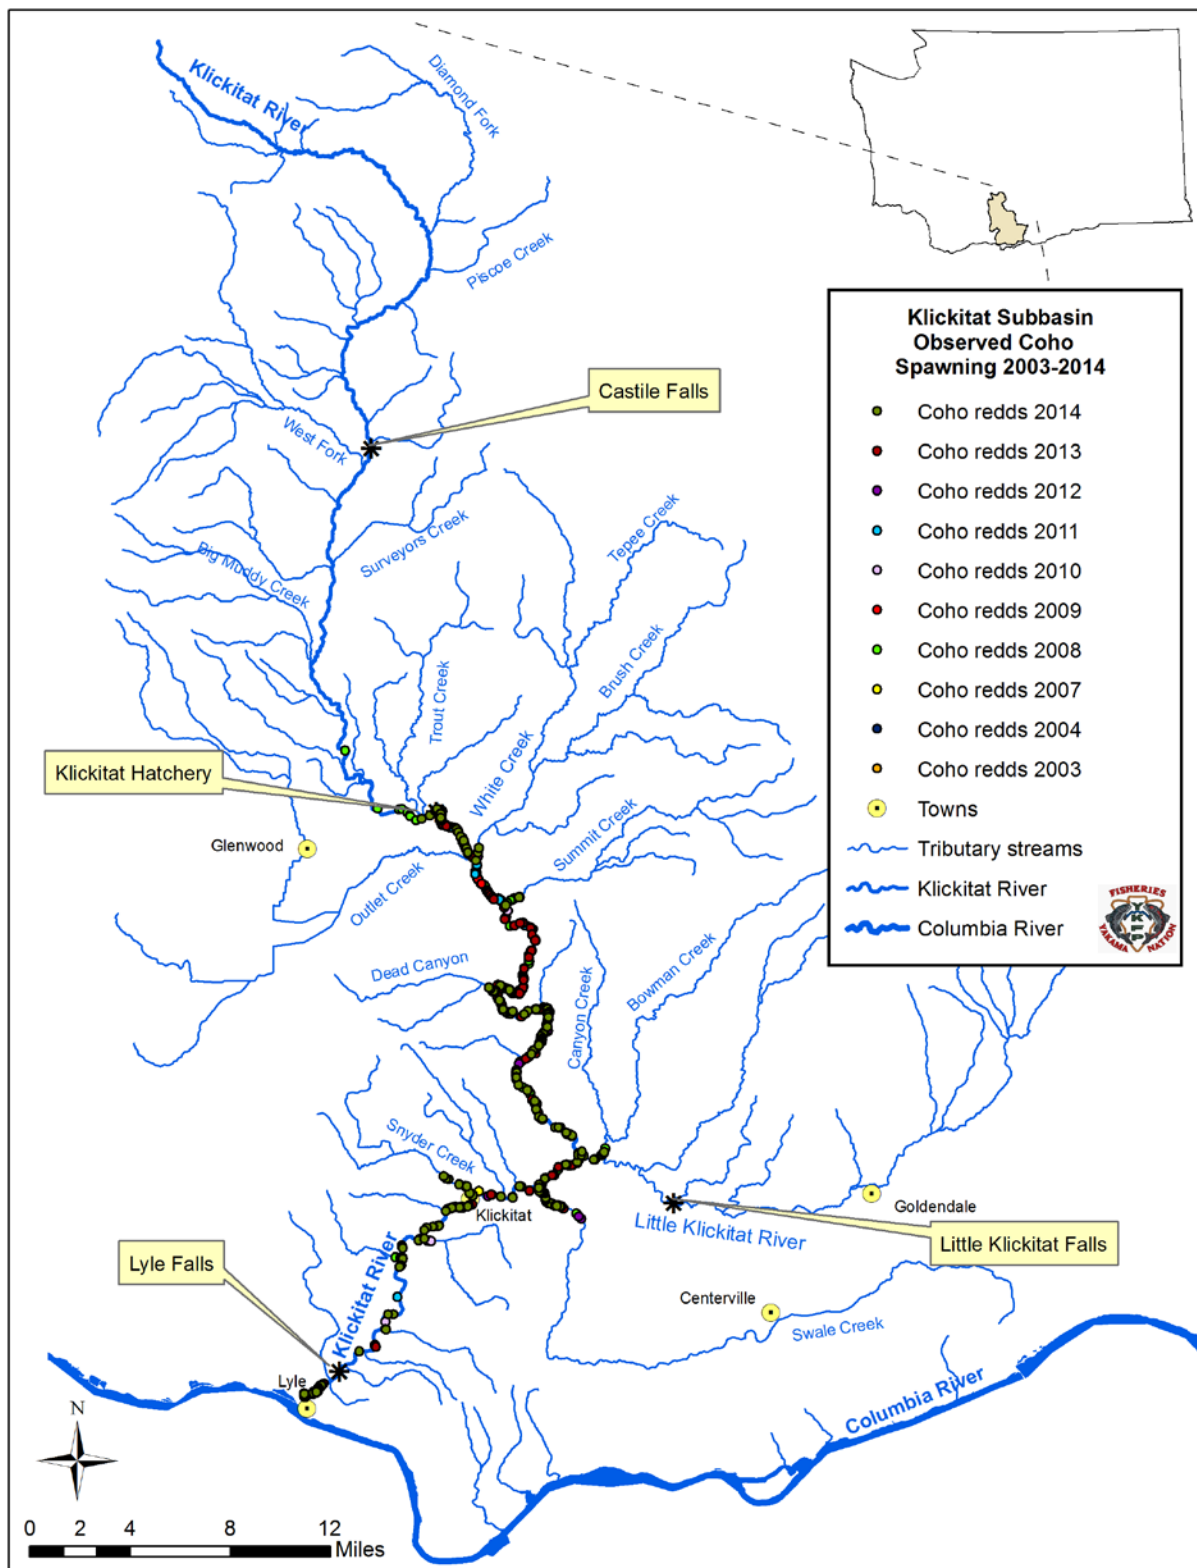 Klickitat River
Diamond Fork
Piscoe Creek
Klickitat Subbasin
Observed Coho
Spawning 2003-2014
Coho redds 2014
Coho redds 2013
Coho redds 2012
Coho redds 2011
Coho redds 2010
Coho redds 2009
Coho redds 2008
Coho redds 2007
Coho redds 2004
Coho redds 2003
Towns
Tributary streams
Klickitat River
Columbia River
FISHERIES
YKFP
YAKAMA NATION
Castile Falls
West Fork
Surveyors Creek
Tepee Creek
Big Muddy Creek
Brush Creek
Trout Creek
White Creek
Klickitat Hatchery
Glenwood
Summit Creek
Outlet Creek
Dead Canyon
Canyon Creek
Bowman Creek
Snyder Creek
Klickitat
Goldendale
Little Klickitat River
Little Klickitat Falls
Lyle Falls
Klickitat River
Centerville
Swale Creek
Lyle
Columbia River
N
0 2 4 8 12
Miles